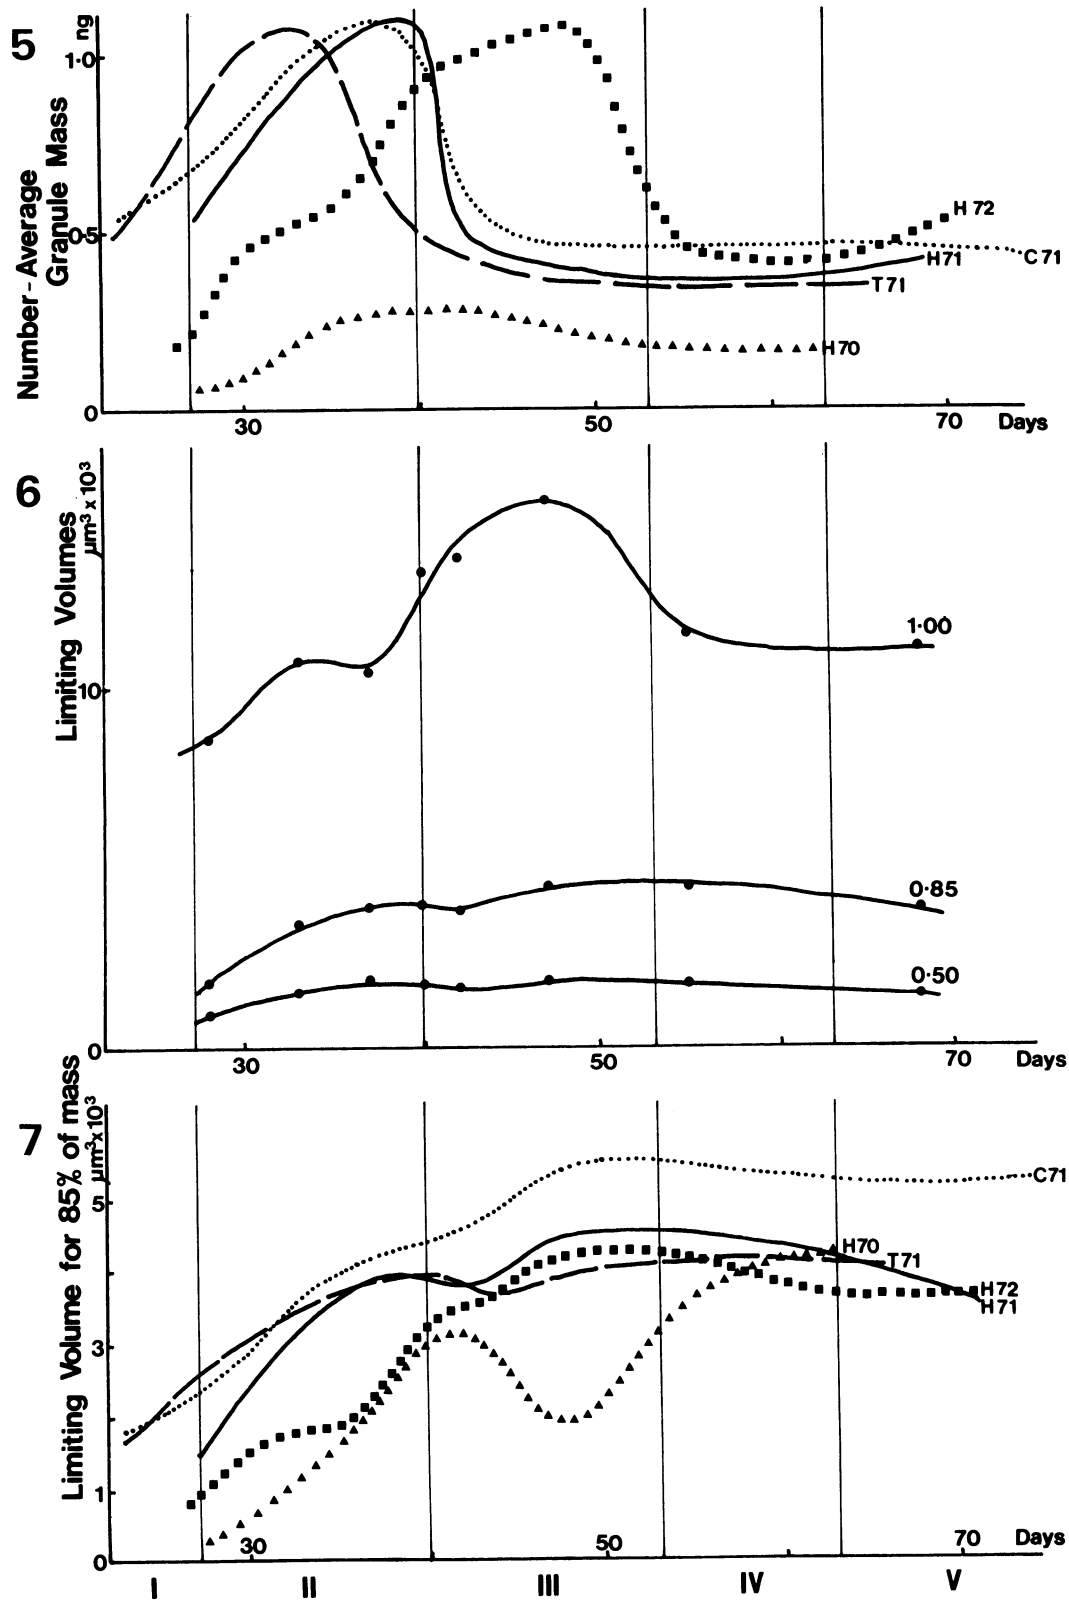 5
ng
Number-Average
Granule Mass
1·0
0·5
0
H 72
C 71
H71
T71
H70
30
50
70
Days
6
Limiting Volumes
µm³ x 10³
10
0
1·00
0·85
0·50
30
50
70
Days
7
Limiting Volume for 85% of mass
µm³x10³
5
3
1
0
C71
H70
T71
H72
H71
30
50
70
Days
I
II
III
IV
V